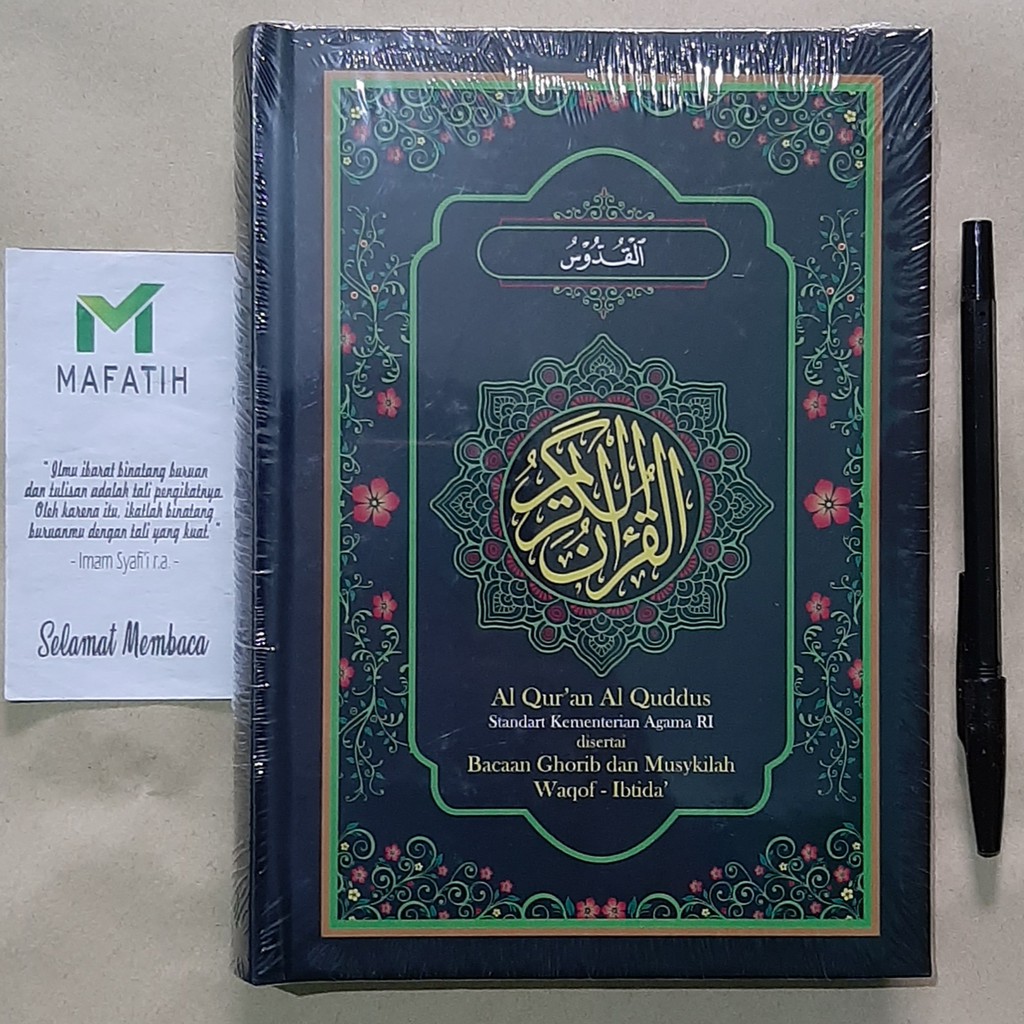 MAFATIH
"Ilmu ibarat binatang buruan
dan tulisan adalah tali pengikatnya.
Oleh karena itu, ikatlah binatang
buruanmu dengan tali yang kuat."
- Imam Syafi'i r.a. -
Selamat Membaca
ٱلْقُدُّوْسُ
القرآن الكريم
Al Qur'an Al Quddus
Standart Kementerian Agama RI
disertai
Bacaan Ghorib dan Musykilah
Waqof - Ibtida'